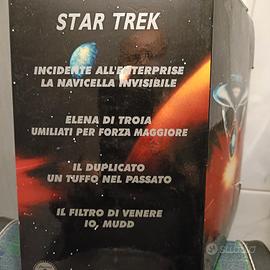 STAR TREK
INCIDENTE ALL'ENTERPRISE
LA NAVICELLA INVISIBILE
ELENA DI TROIA
UMILIATI PER FORZA MAGGIORE
IL DUPLICATO
UN TUFFO NEL PASSATO
IL FILTRO DI VENERE
IO, MUDD
subito